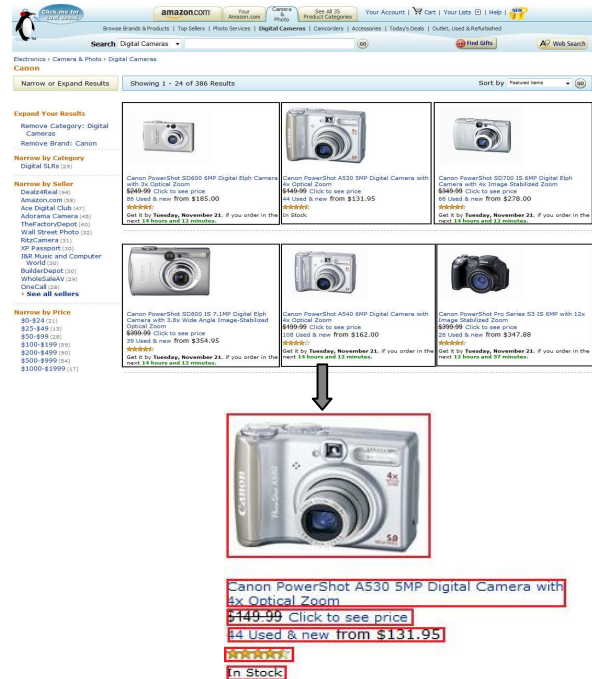 Click me for cool deals!
amazon.com Your Amazon.com Camera & Photo See All 35 Product Categories Your Account | Cart | Your Lists | Help | NEW!
Browse Brands & Products | Top Sellers | Photo Services | Digital Cameras | Camcorders | Accessories | Today's Deals | Outlet, Used & Refurbished
Search Digital Cameras GO Find Gifts A9 Web Search
Electronics › Camera & Photo › Digital Cameras
Canon
Narrow or Expand Results Showing 1 - 24 of 386 Results Sort by Featured Items GO
Expand Your Results
Remove Category: Digital
Cameras
Remove Brand: Canon
Narrow by Category
Digital SLRs (29)
Narrow by Seller
Dealz4Real (94)
Amazon.com (38)
Ace Digital Club (47)
Adorama Camera (45)
TheFactoryDepot (40)
Wall Street Photo (32)
RitzCamera (31)
XP Passport (30)
J&R Music and Computer
World (20)
BuilderDepot (30)
WholeSaleAV (29)
OneCall (28)
› See all sellers
Narrow by Price
$0-$24 (21)
$25-$49 (13)
$50-$99 (28)
$100-$199 (59)
$200-$499 (90)
$500-$999 (54)
$1000-$1999 (17)
Canon PowerShot SD600 6MP Digital Elph Camera
with 3x Optical Zoom
$249.99 Click to see price
86 Used & new from $185.00
Get it by Tuesday, November 21, if you order in the
next 14 hours and 12 minutes.
Canon PowerShot A530 5MP Digital Camera with
4x Optical Zoom
$149.99 Click to see price
44 Used & new from $131.95
In Stock
Canon PowerShot SD700 IS 6MP Digital Elph
Camera with 4x Image Stabilized Zoom
$349.99 Click to see price
66 Used & new from $278.00
Get it by Tuesday, November 21, if you order in the
next 14 hours and 12 minutes.
Canon PowerShot SD800 IS 7.1MP Digital Elph
Camera with 3.8x Wide Angle Image-Stabilized
Optical Zoom
$399.99 Click to see price
39 Used & new from $354.95
Get it by Tuesday, November 21, if you order in the
next 14 hours and 12 minutes.
Canon PowerShot A540 6MP Digital Camera with
4x Optical Zoom
$199.99 Click to see price
108 Used & new from $162.00
Get it by Tuesday, November 21, if you order in the
next 14 hours and 12 minutes.
Canon PowerShot Pro Series S3 IS 6MP with 12x
Image Stabilized Zoom
$399.99 Click to see price
26 Used & new from $347.88
Get it by Tuesday, November 21, if you order in the
next 12 hours and 57 minutes.
4x
Canon
PowerShot A530
5.0
Canon PowerShot A530 5MP Digital Camera with
4x Optical Zoom
$149.99 Click to see price
44 Used & new from $131.95
In Stock